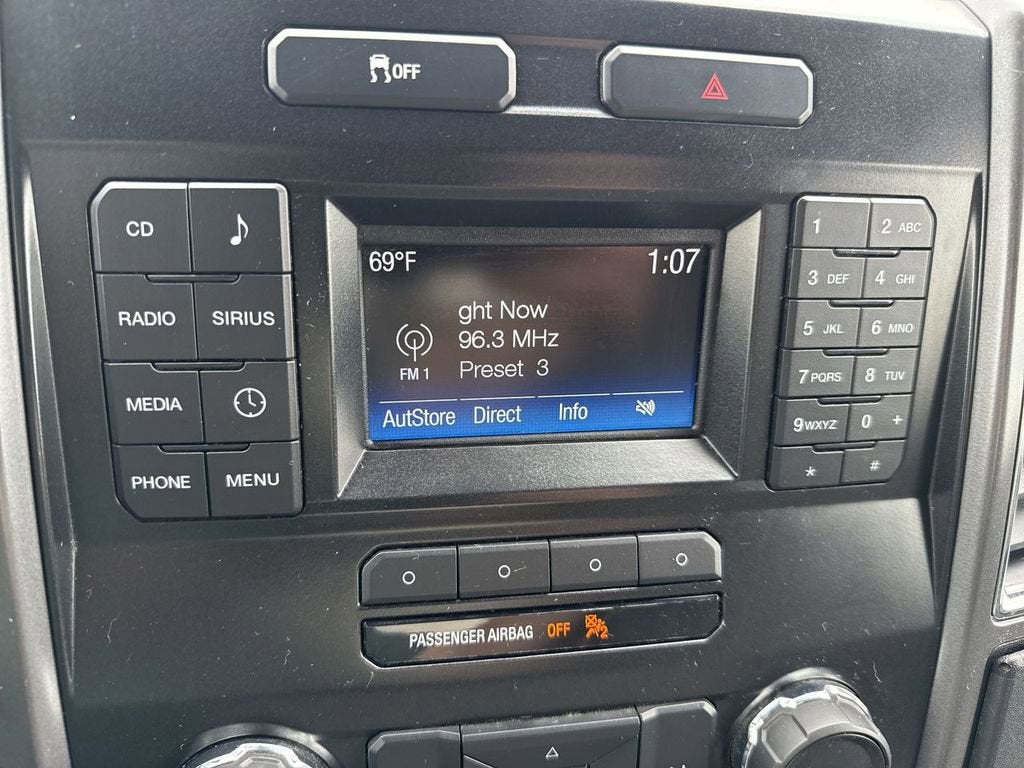 OFF
CD
RADIO SIRIUS
MEDIA
PHONE MENU
69°F 1:07
ght Now
96.3 MHz
FM 1 Preset 3
AutStore Direct Info
1 2 ABC
3 DEF 4 GHI
5 JKL 6 MNO
7 PQRS 8 TUV
9 WXYZ 0 +
* #
PASSENGER AIRBAG OFF 2